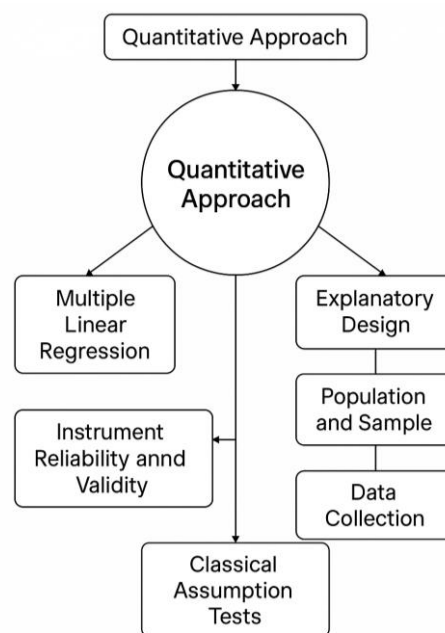 Quantitative Approach
Quantitative
Approach
Multiple
Linear
Regression
Explanatory
Design
Population
and Sample
Instrument
Reliability annd
Validity
Data
Collection
Classical
Assumption
Tests